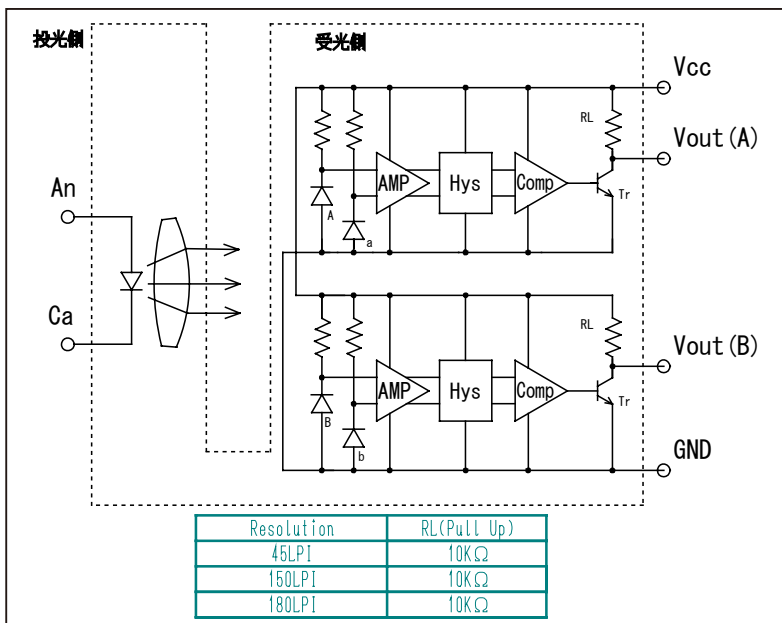 投光側
受光側
Vcc
RL
Vout(A)
An
AMP
Hys
Comp
A
Tr
a
Ca
RL
Vout(B)
AMP
Hys
Comp
B
Tr
b
GND
Resolution RL(Pull Up)
45LPI 10KΩ
150LPI 10KΩ
180LPI 10KΩ